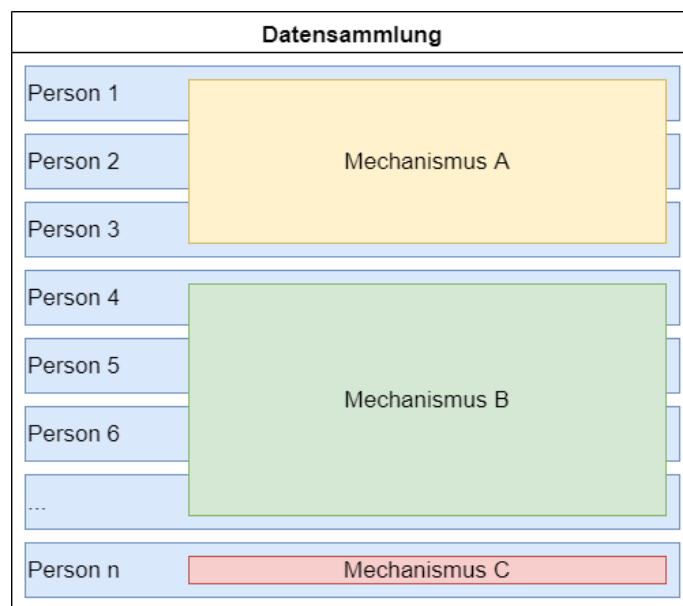 Datensammlung
Person 1
Person 2
Mechanismus A
Person 3
Person 4
Person 5
Mechanismus B
Person 6
...
Person n
Mechanismus C